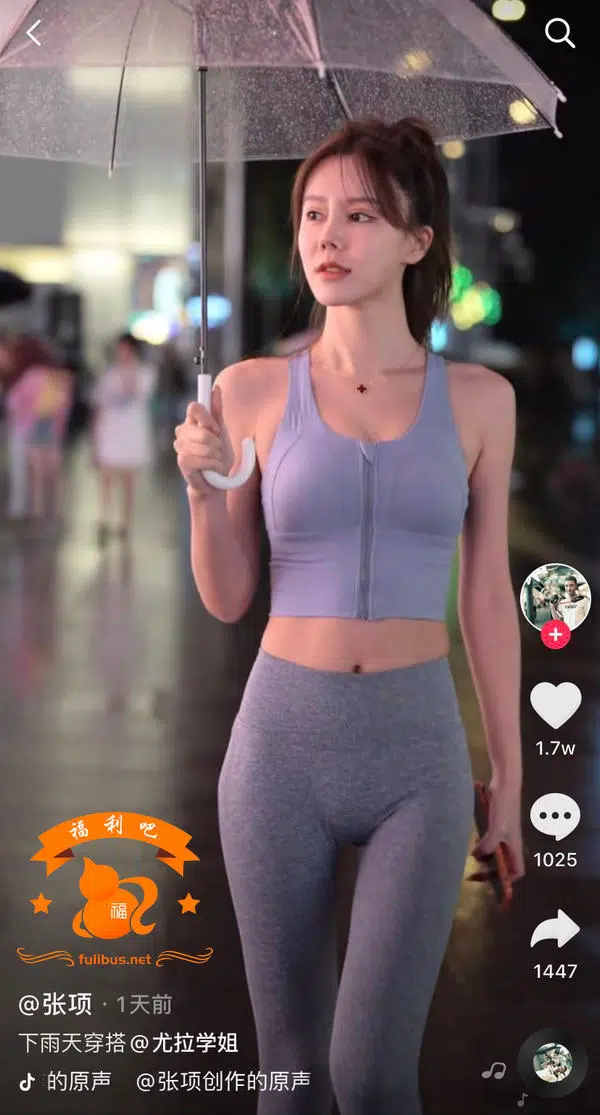 福利吧
福
fulibus.net
1.7w
1025
1447
@张项 · 1天前
下雨天穿搭@尤拉学姐
的原声 @张项创作的原声